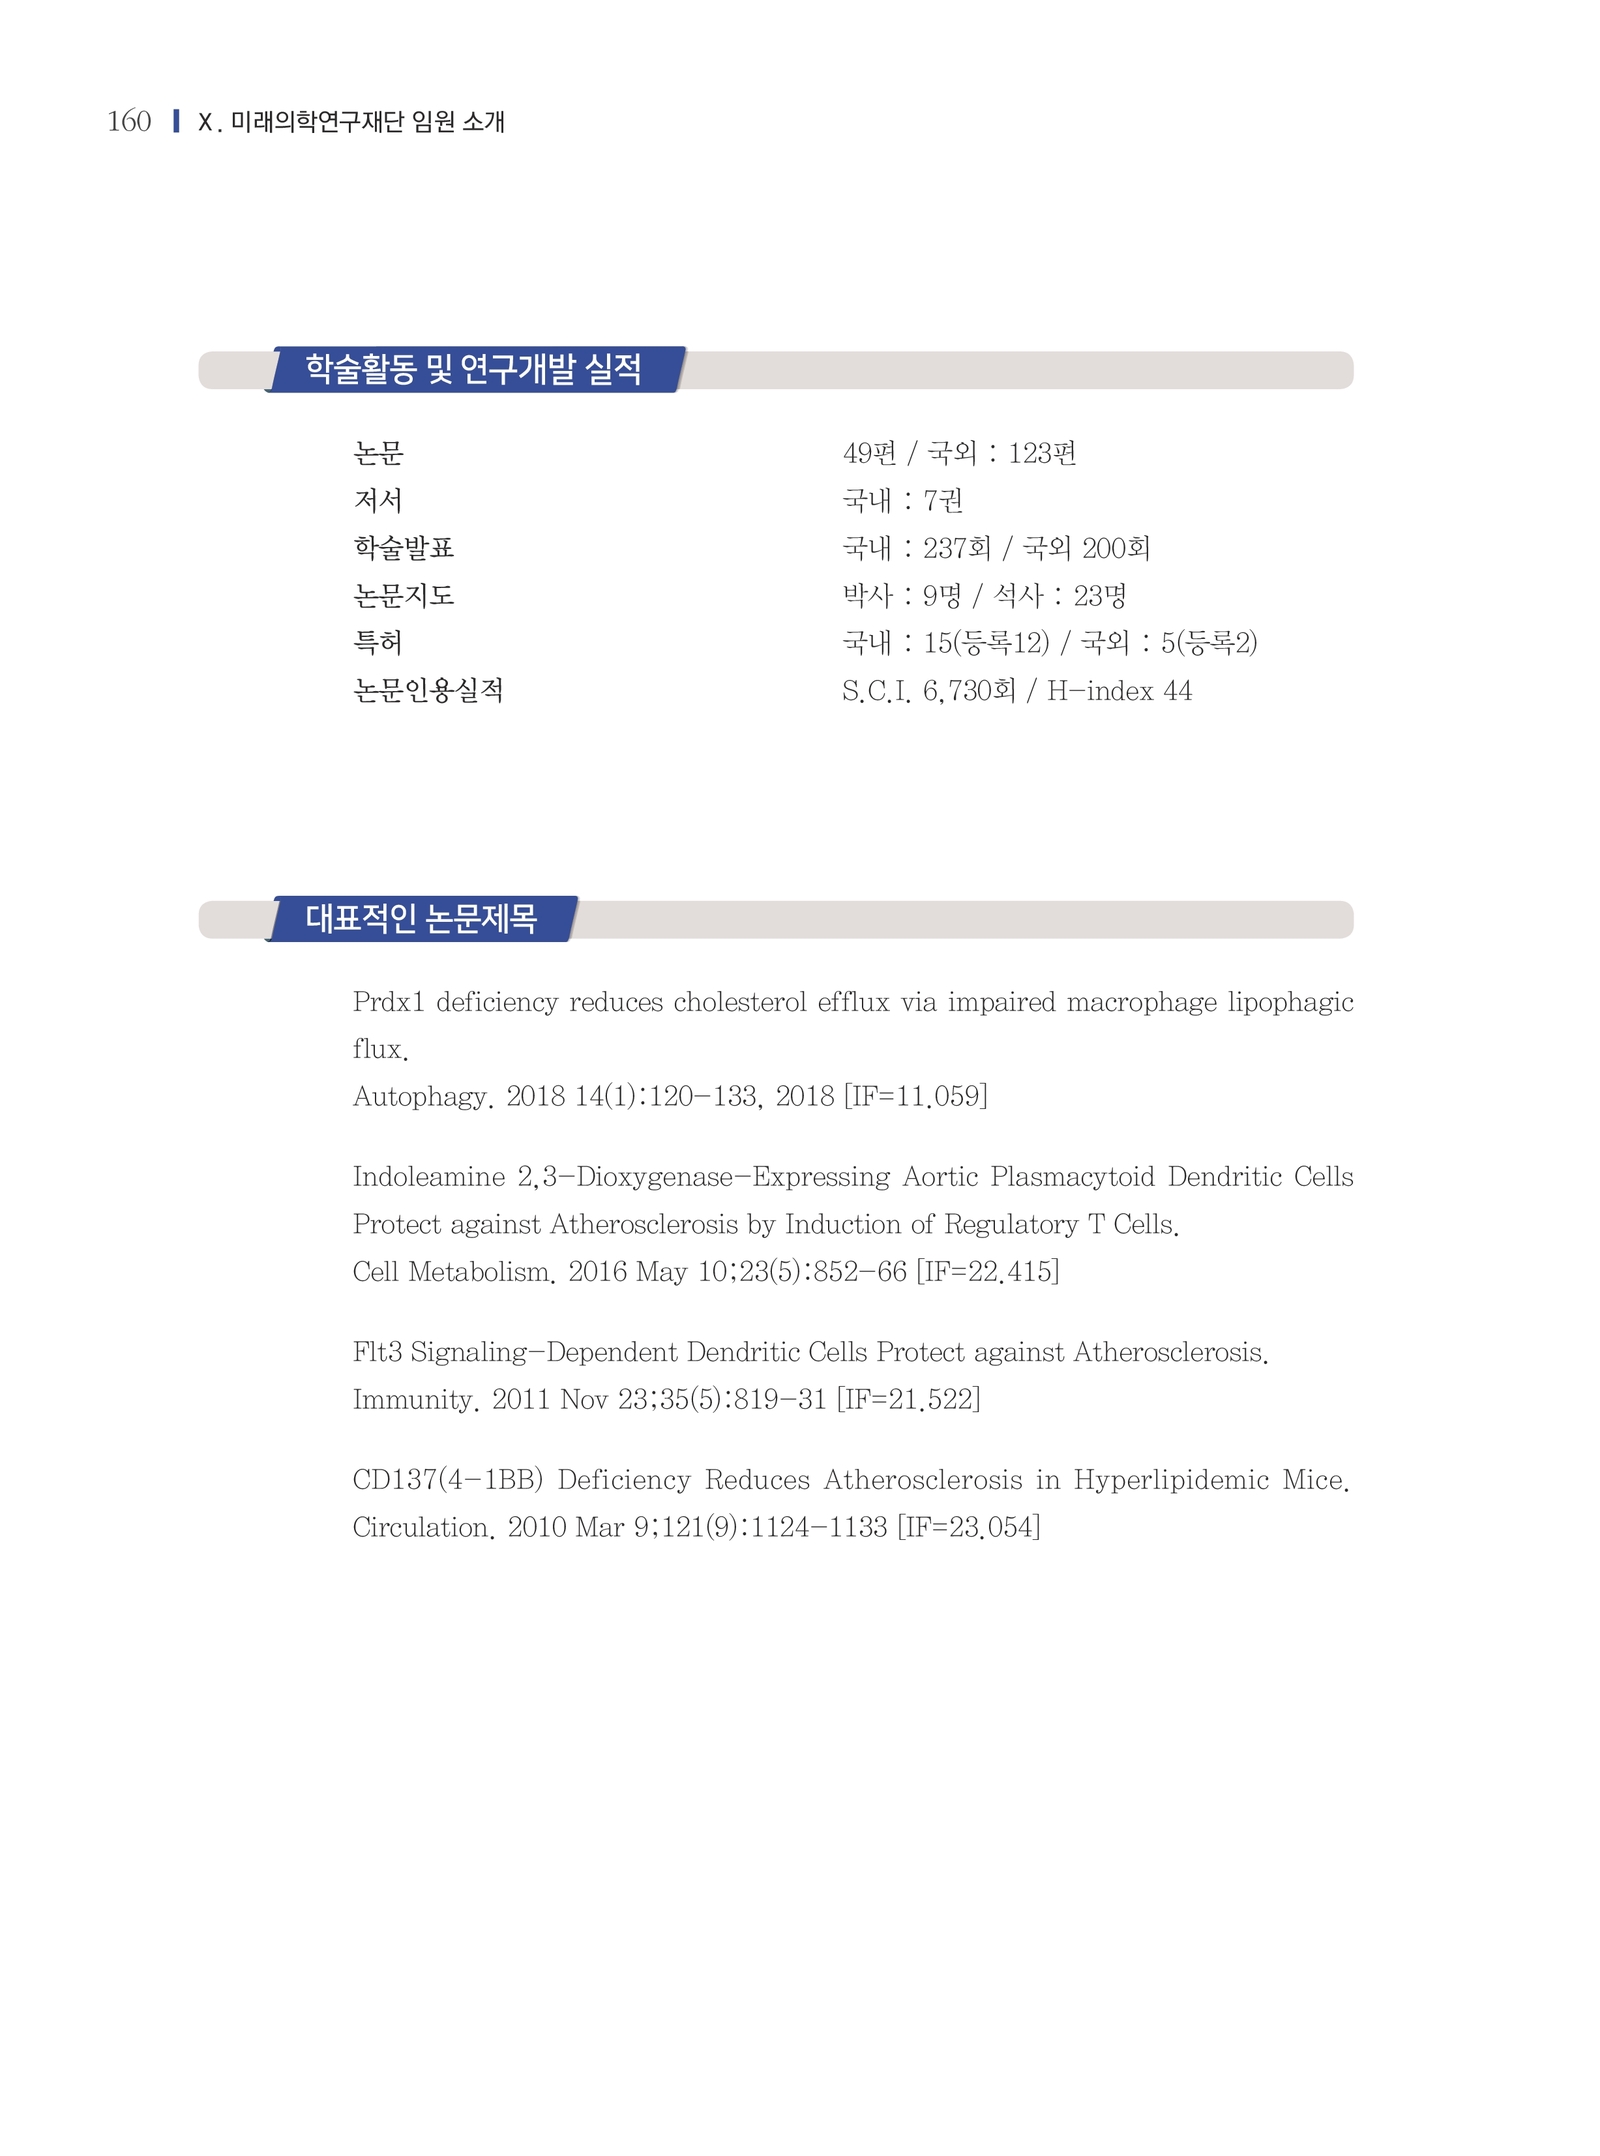 160 X. 미래의학연구재단 임원 소개
학술활동 및 연구개발 실적
논문 49편 / 국외 : 123편
저서 국내 : 7권
학술발표 국내 : 237회 / 국외 200회
논문지도 박사 : 9명 / 석사 : 23명
특허 국내 : 15(등록12) / 국외 : 5(등록2)
논문인용실적 S.C.I. 6,730회 / H-index 44
대표적인 논문제목
Prdx1 deficiency reduces cholesterol efflux via impaired macrophage lipophagic
flux.
Autophagy. 2018 14(1):120-133, 2018 [IF=11.059]
Indoleamine 2,3-Dioxygenase-Expressing Aortic Plasmacytoid Dendritic Cells
Protect against Atherosclerosis by Induction of Regulatory T Cells.
Cell Metabolism. 2016 May 10;23(5):852-66 [IF=22.415]
Flt3 Signaling-Dependent Dendritic Cells Protect against Atherosclerosis.
Immunity. 2011 Nov 23;35(5):819-31 [IF=21.522]
CD137(4-1BB) Deficiency Reduces Atherosclerosis in Hyperlipidemic Mice.
Circulation. 2010 Mar 9;121(9):1124-1133 [IF=23.054]